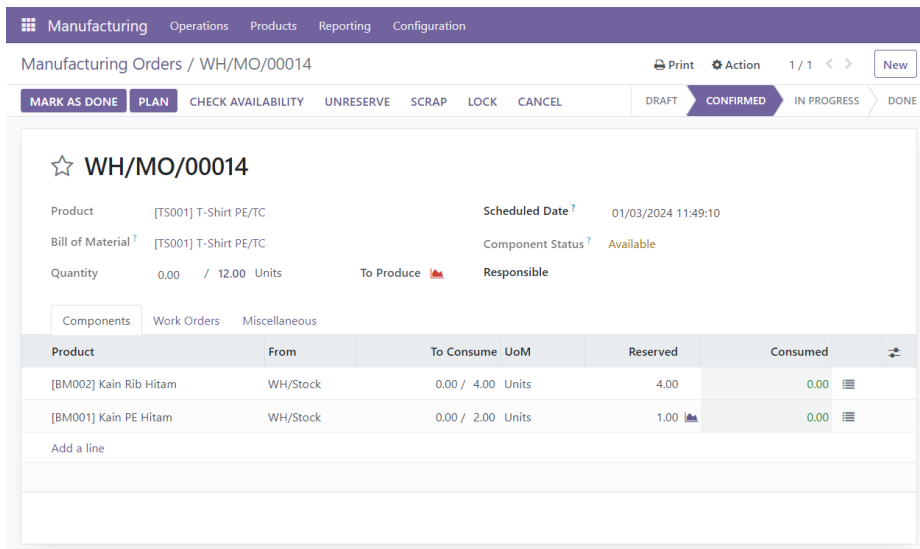 Manufacturing Operations Products Reporting Configuration
Manufacturing Orders / WH/MO/00014 Print Action 1 / 1 New
MARK AS DONE PLAN CHECK AVAILABILITY UNRESERVE SCRAP LOCK CANCEL DRAFT CONFIRMED IN PROGRESS DONE
WH/MO/00014
Product [TS001] T-Shirt PE/TC Scheduled Date ? 01/03/2024 11:49:10
Bill of Material ? [TS001] T-Shirt PE/TC Component Status ? Available
Quantity 0.00 / 12.00 Units To Produce Responsible
Components Work Orders Miscellaneous
Product From To Consume UoM Reserved Consumed
[BM002] Kain Rib Hitam WH/Stock 0.00 / 4.00 Units 4.00 0.00
[BM001] Kain PE Hitam WH/Stock 0.00 / 2.00 Units 1.00 0.00
Add a line